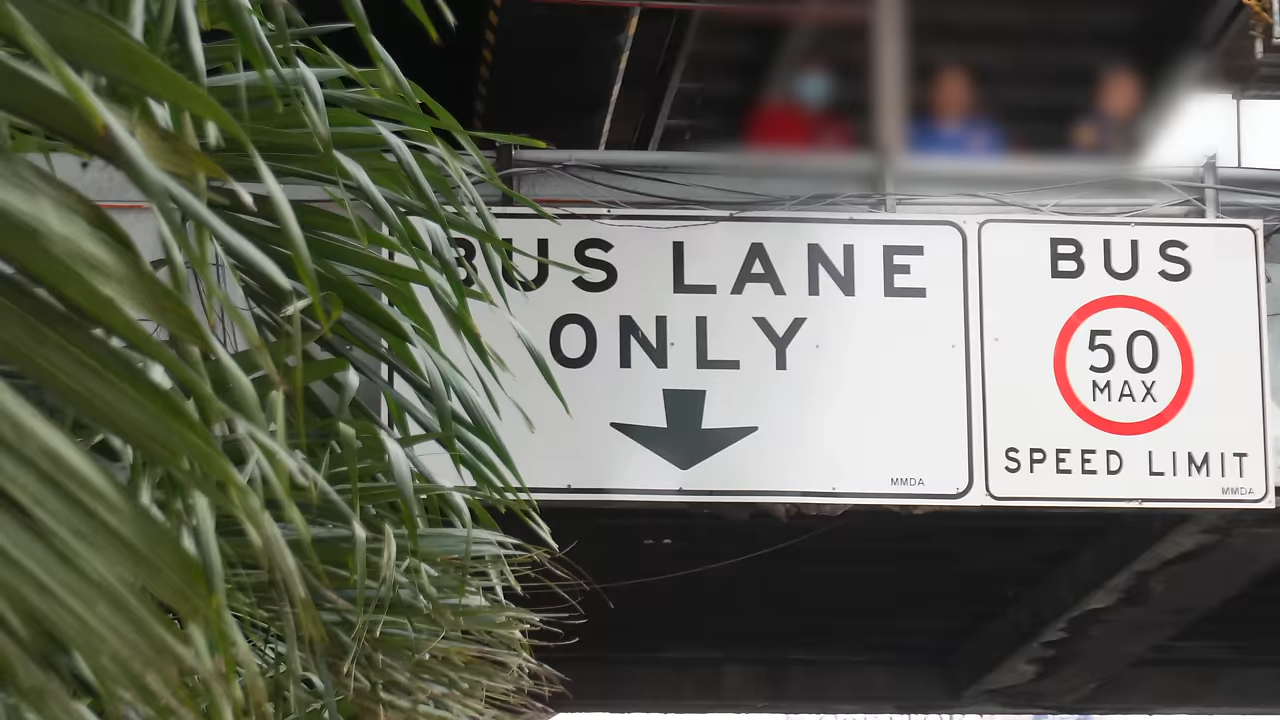 BUS LANE
ONLY
MMDA
BUS
50
MAX
SPEED LIMIT
MMDA